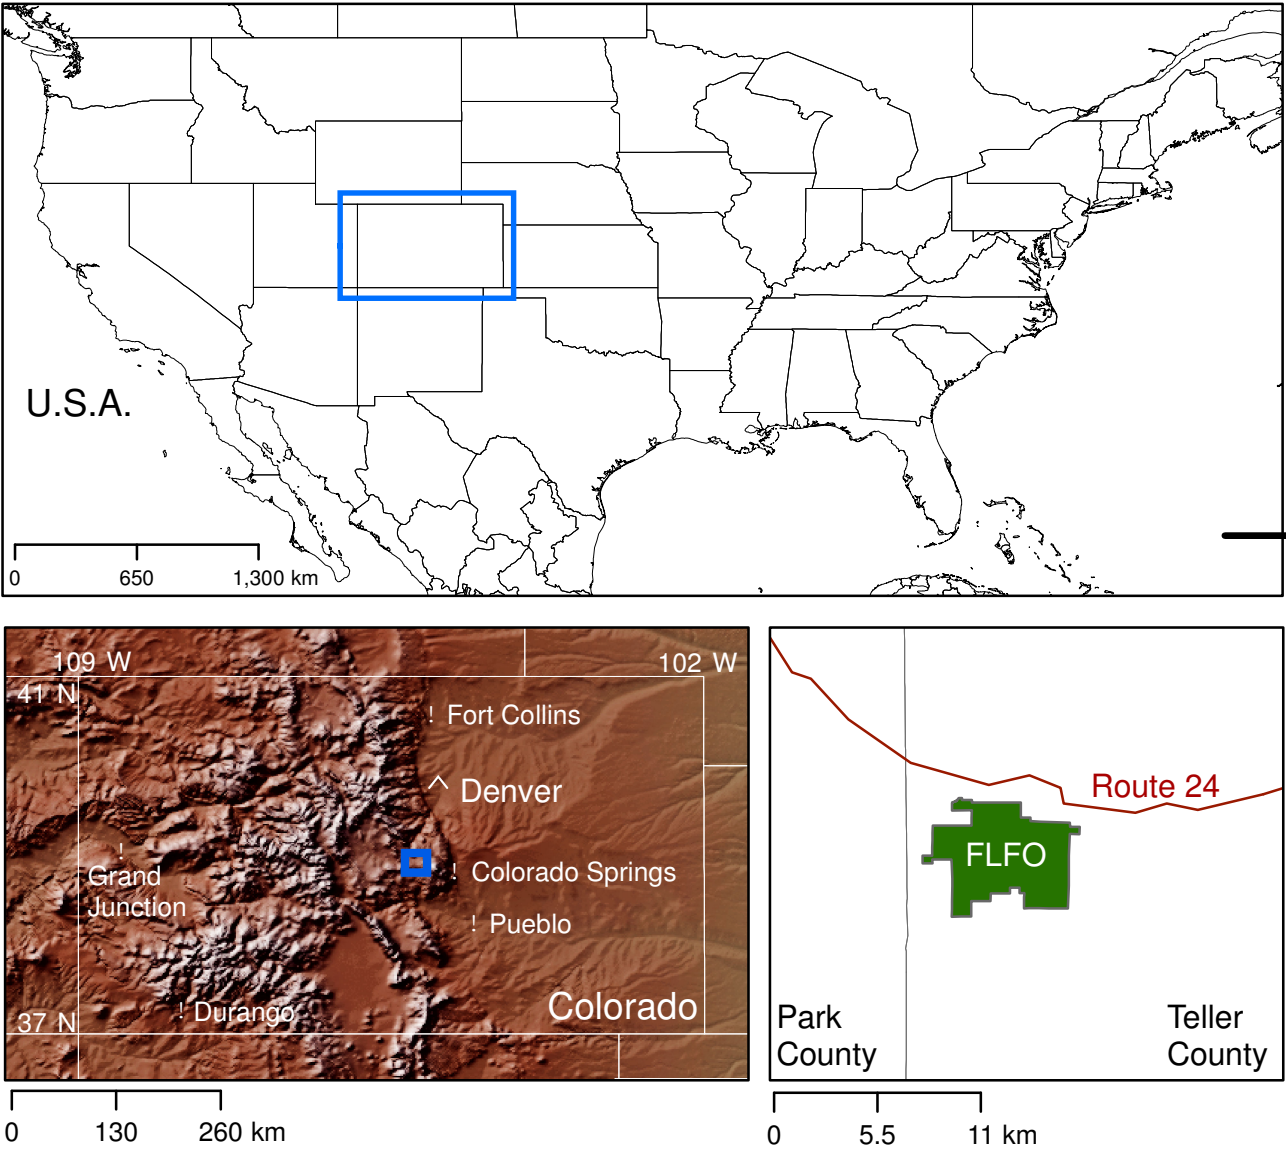 U.S.A.
0 650 1,300 km
109 W 102 W
41 N
Fort Collins
Denver
Grand
Junction
Colorado Springs
Pueblo
Durango
Colorado
37 N
0 130 260 km
Route 24
FLFO
Park
County
Teller
County
0 5.5 11 km